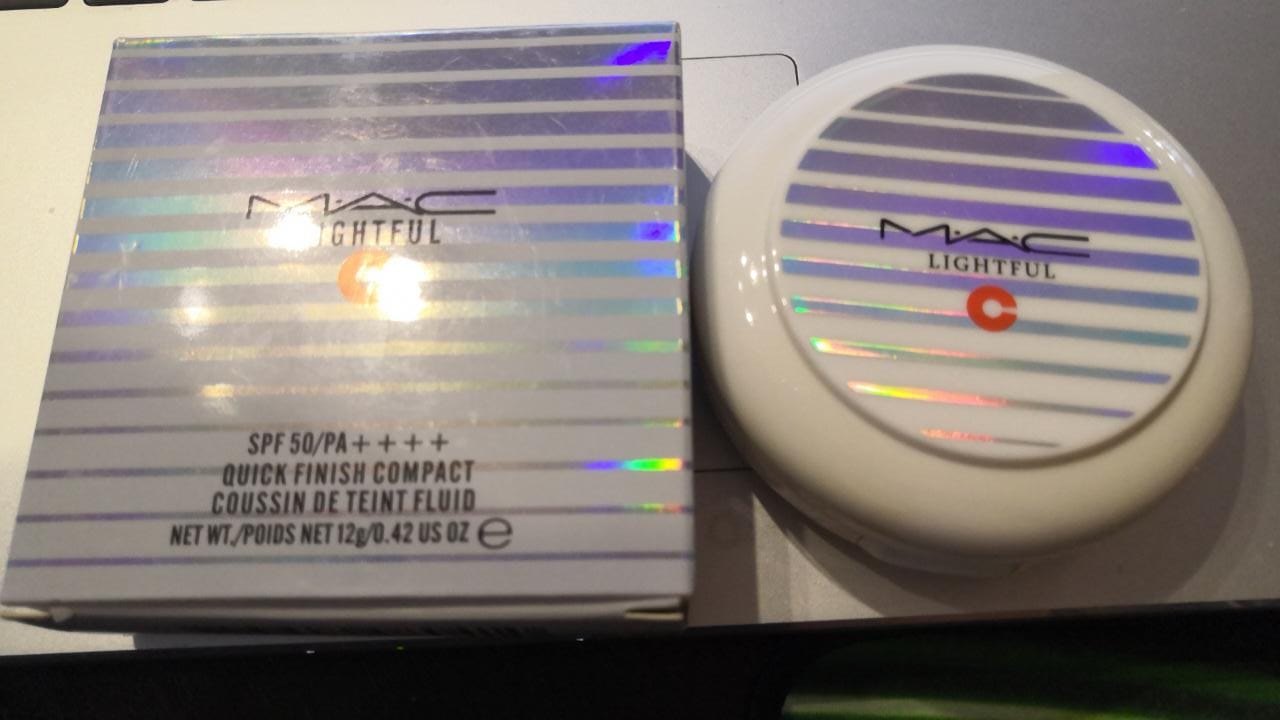 M·A·C
LIGHTFUL
C
SPF 50/PA++++
QUICK FINISH COMPACT
COUSSIN DE TEINT FLUID
NET WT./POIDS NET 12g/0.42 US OZ ℮
M·A·C
LIGHTFUL
C